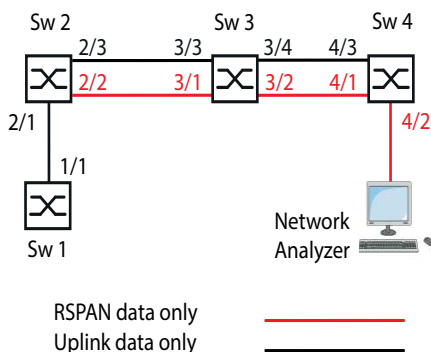 Sw 2
Sw 3
Sw 4
2/3
3/3
3/4
4/3
2/2
3/1
3/2
4/1
2/1
4/2
1/1
Sw 1
Network
Analyzer
RSPAN data only
Uplink data only